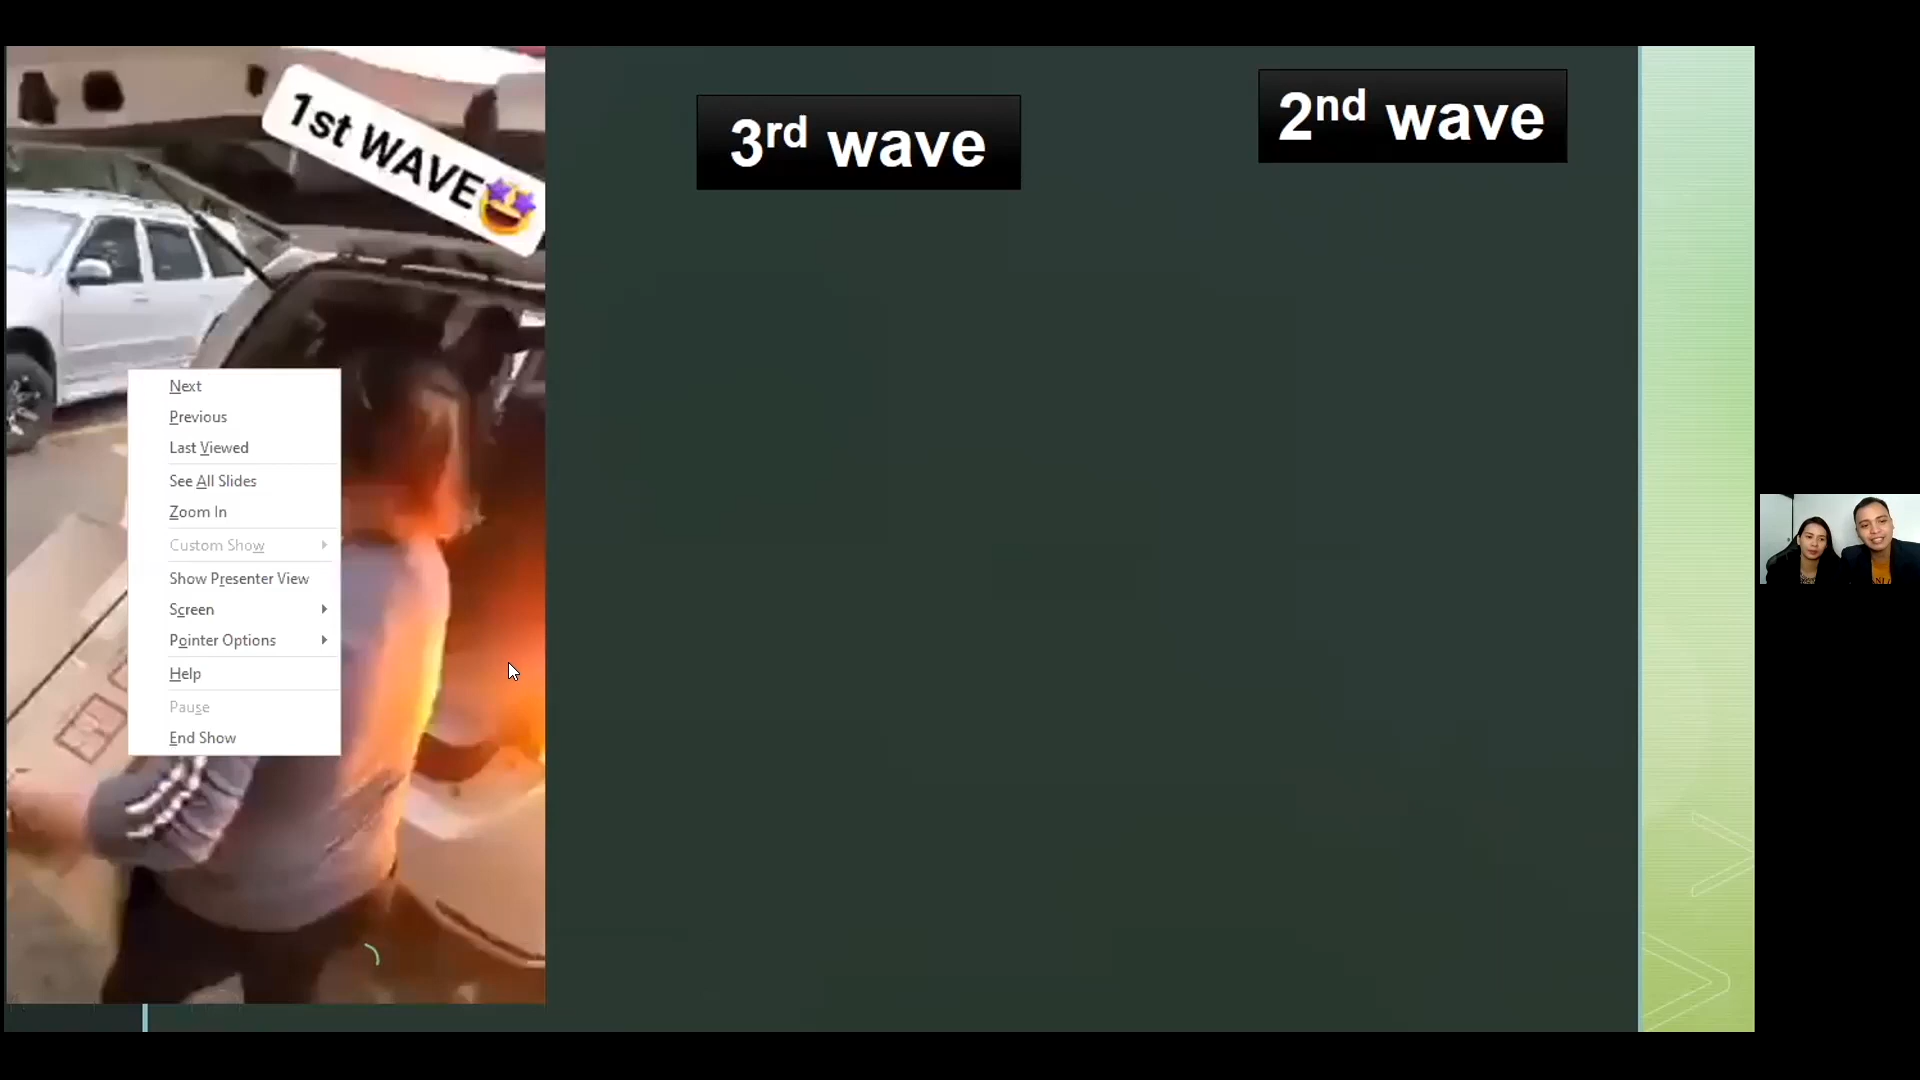 1st WAVE🤩
3rd wave
2nd wave
Next
Previous
Last Viewed
See All Slides
Zoom In
Custom Show
Show Presenter View
Screen
Pointer Options
Help
Pause
End Show